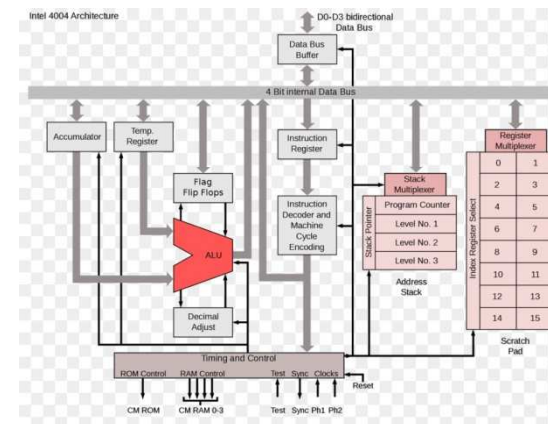 Intel 4004 Architecture
D0-D3 bidirectional
Data Bus
Data Bus
Buffer
4 Bit internal Data Bus
Accumulator
Temp.
Register
Instruction
Register
Register
Multiplexer
Flag
Flip Flops
Stack
Multiplexer
Instruction
Decoder and
Machine
Cycle
Encoding
Stack Pointer
Program Counter
Level No. 1
Level No. 2
Level No. 3
Address
Stack
Index Register Select
0 1
2 3
4 5
6 7
8 9
10 11
12 13
14 15
Scratch
Pad
ALU
Decimal
Adjust
Timing and Control
ROM Control RAM Control Test Sync Clocks
Reset
CM ROM CM RAM 0-3 Test Sync Ph1 Ph2